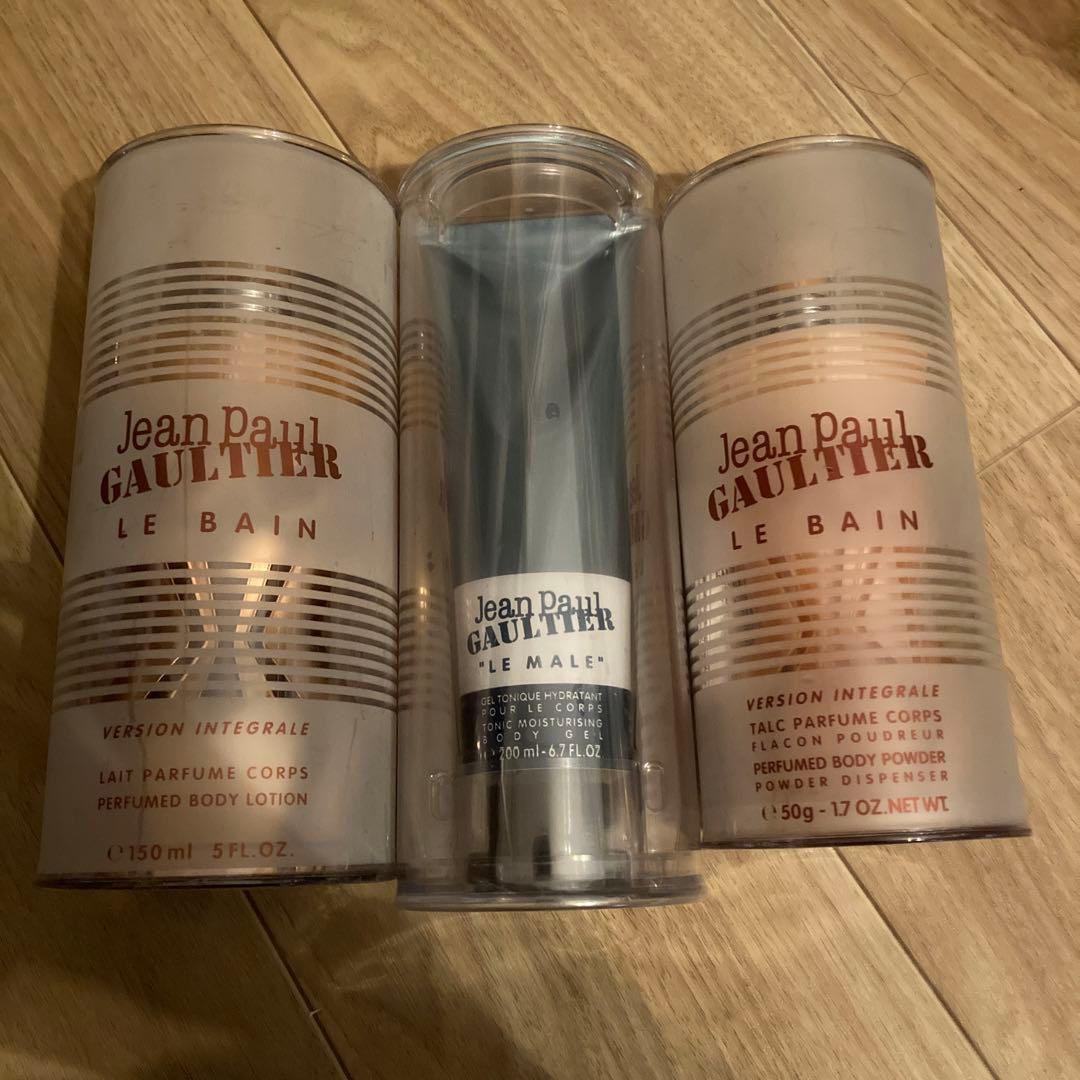 Jean Paul
GAULTIER
LE BAIN
VERSION INTEGRALE
LAIT PARFUME CORPS
PERFUMED BODY LOTION
℮ 150 ml 5 FL. OZ.
Jean Paul
GAULTIER
"LE MALE"
GEL TONIQUE HYDRATANT
POUR LE CORPS
TONIC MOISTURISING
BODY GEL
200 ml - 6.7 FL.OZ.
Jean Paul
GAULTIER
LE BAIN
VERSION INTEGRALE
TALC PARFUME CORPS
FLACON POUDREUR
PERFUMED BODY POWDER
POWDER DISPENSER
℮ 50g - 1.7 OZ. NET WT.